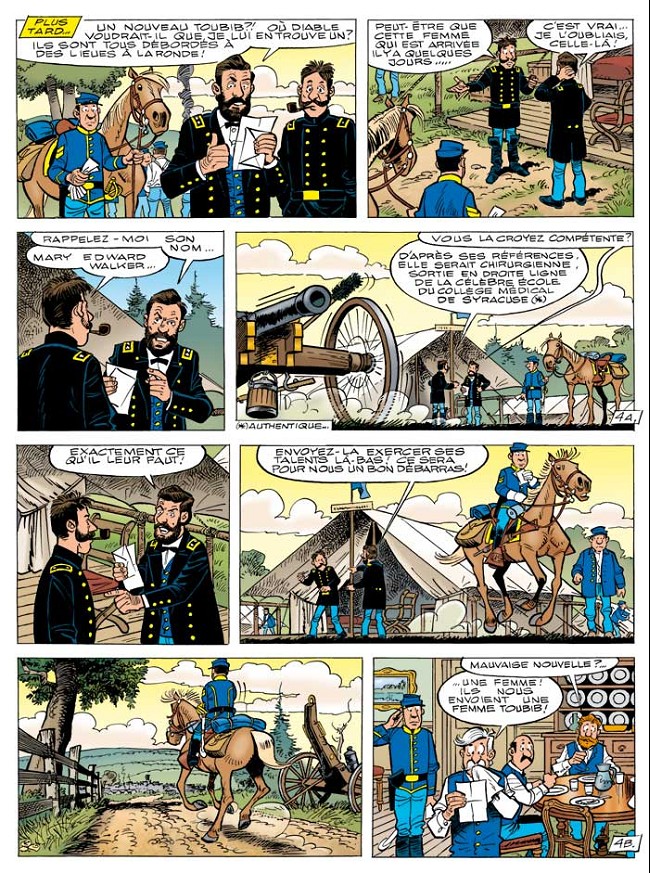 PLUS
TARD...
UN NOUVEAU TOUBIB?! OÙ DIABLE
VOUDRAIT-IL QUE JE LUI EN TROUVE UN?
ILS SONT TOUS DÉBORDÉS À
DES LIEUES À LA RONDE!
PEUT-ÊTRE QUE
CETTE FEMME
QUI EST ARRIVÉE
IL Y A QUELQUES
JOURS.....
C'EST VRAI...
JE L'OUBLIAIS,
CELLE-LÀ!
RAPPELEZ-MOI SON
NOM...
MARY EDWARD
WALKER...
VOUS LA CROYEZ COMPÉTENTE?
D'APRÈS SES RÉFÉRENCES,
ELLE SERAIT CHIRURGIENNE,
SORTIE EN DROITE LIGNE
DE LA CÉLÈBRE ÉCOLE
DU COLLÈGE MÉDICAL
DE SYRACUSE (*)
(*) AUTHENTIQUE...
4A.
EXACTEMENT CE
QU'IL LEUR FAUT!
ENVOYEZ-LA EXERCER SES
TALENTS LÀ-BAS! CE SERA
POUR NOUS UN BON DÉBARRAS!
MAUVAISE NOUVELLE?...
...UNE FEMME!
ILS NOUS
ENVOIENT UNE
FEMME TOUBIB!
4B.